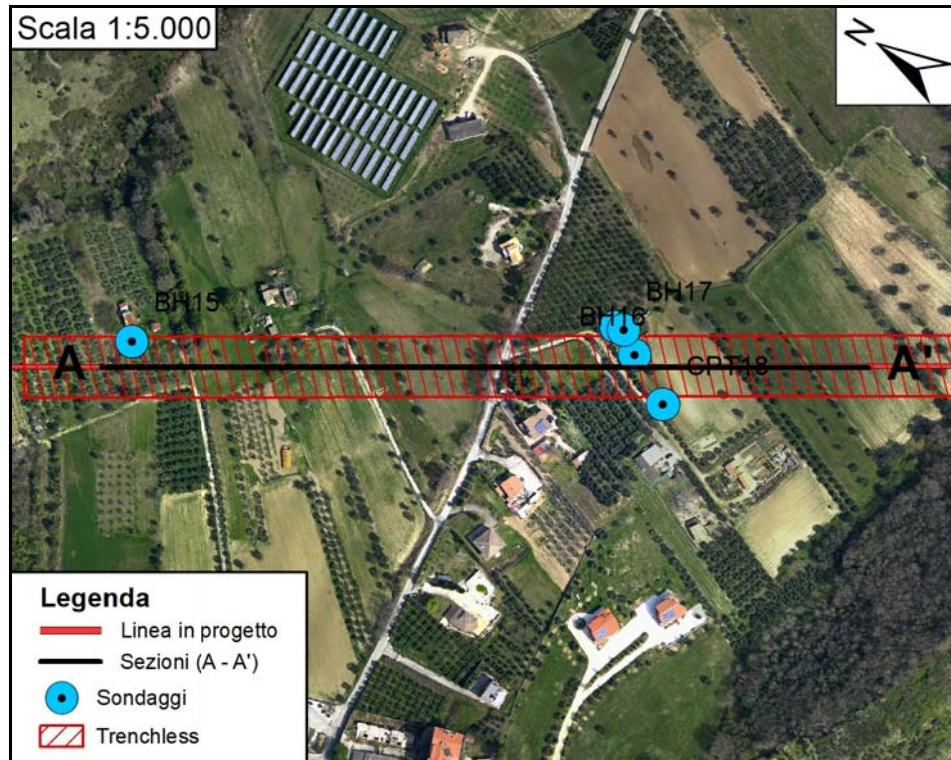 Scala 1:5.000
N
BH15
BH17
BH16
CPT18
A
A'
Legenda
Linea in progetto
Sezioni (A - A')
Sondaggi
Trenchless